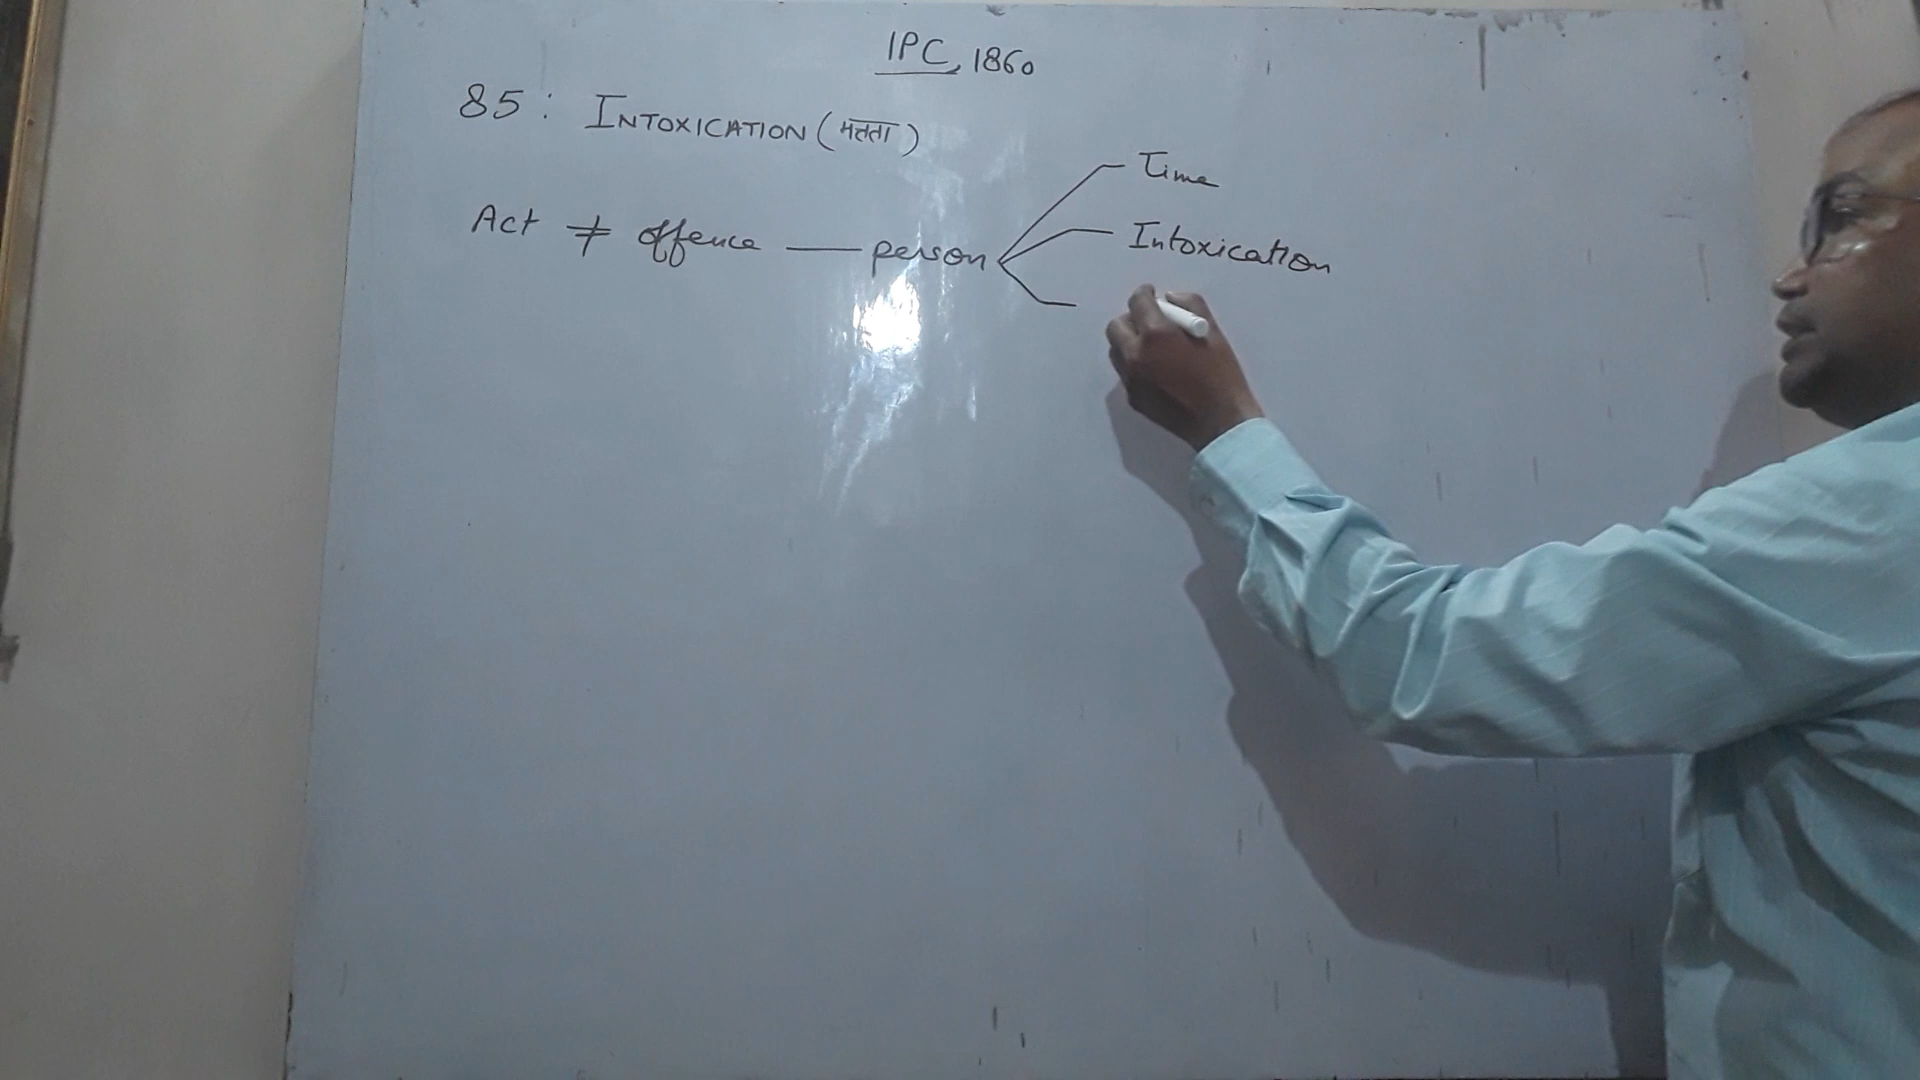 IPC, 1860
85: INTOXICATION (मत्तता)
Time
Act ≠ offence — person
Intoxication